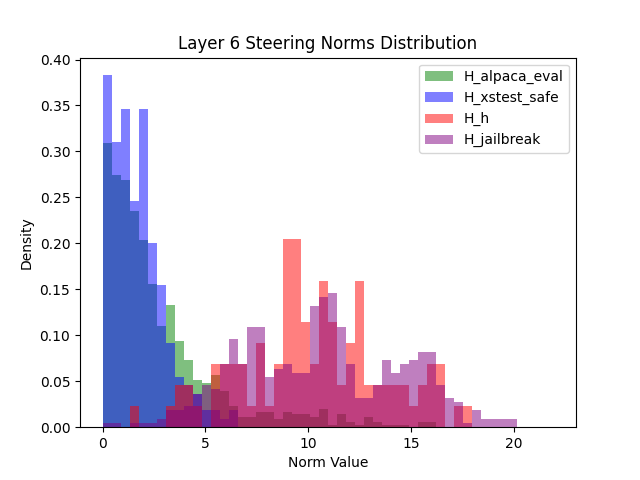 Layer 6 Steering Norms Distribution
H_alpaca_eval
H_xstest_safe
H_h
H_jailbreak
0.40
0.35
0.30
0.25
0.20
0.15
0.10
0.05
0.00
Density
0 5 10 15 20
Norm Value